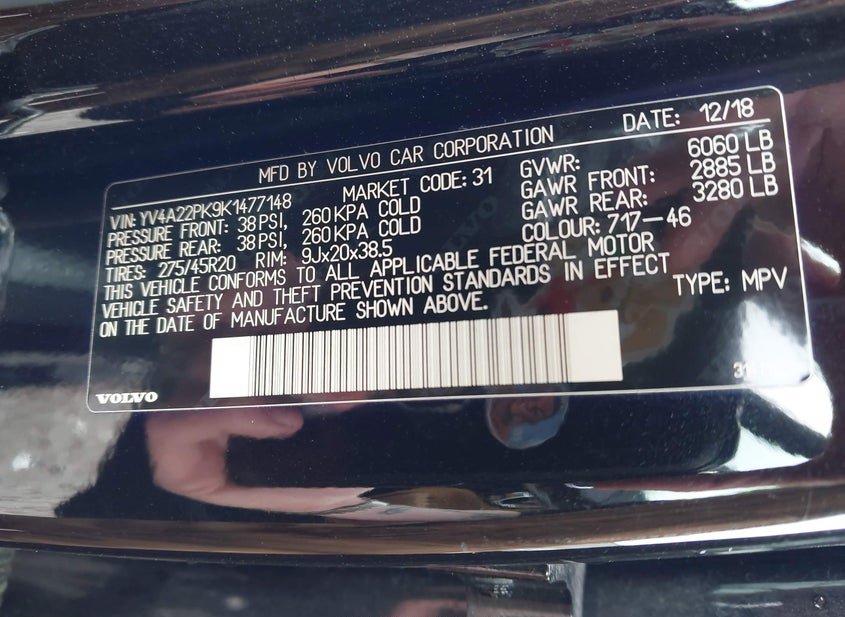 DATE: 12/18
MFD BY VOLVO CAR CORPORATION
VIN: YV4A22PK9K1477148 MARKET CODE: 31 GVWR: 6060 LB
PRESSURE FRONT: 38 PSI, 260 KPA COLD GAWR FRONT: 2885 LB
PRESSURE REAR: 38 PSI, 260 KPA COLD GAWR REAR: 3280 LB
TIRES: 275/45R20 RIM: 9Jx20x38.5 COLOUR: 717-46
THIS VEHICLE CONFORMS TO ALL APPLICABLE FEDERAL MOTOR
VEHICLE SAFETY AND THEFT PREVENTION STANDARDS IN EFFECT
ON THE DATE OF MANUFACTURE SHOWN ABOVE. TYPE: MPV
VOLVO